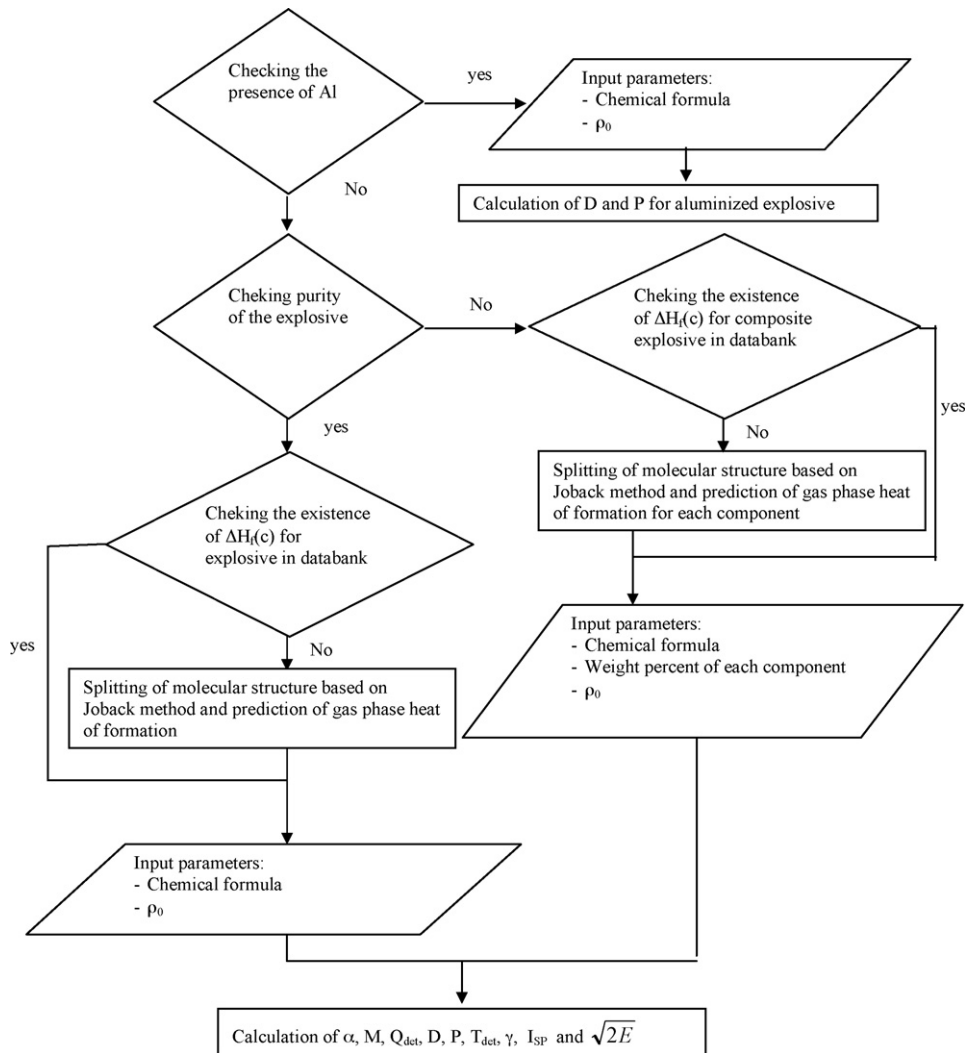 Checking the
presence of Al
yes
Input parameters:
- Chemical formula
- ρ₀
No
Calculation of D and P for aluminized explosive
Cheking purity
of the explosive
No
Cheking the existence
of ΔHf(c) for composite
explosive in databank
yes
yes
No
Splitting of molecular structure based on
Joback method and prediction of gas phase heat
of formation for each component
Cheking the existence
of ΔHf(c) for
explosive in databank
yes
No
Input parameters:
- Chemical formula
- Weight percent of each component
- ρ₀
Splitting of molecular structure based on
Joback method and prediction of gas phase heat
of formation
Input parameters:
- Chemical formula
- ρ₀
Calculation of α, M, Qdet, D, P, Tdet, γ, ISP and √2E